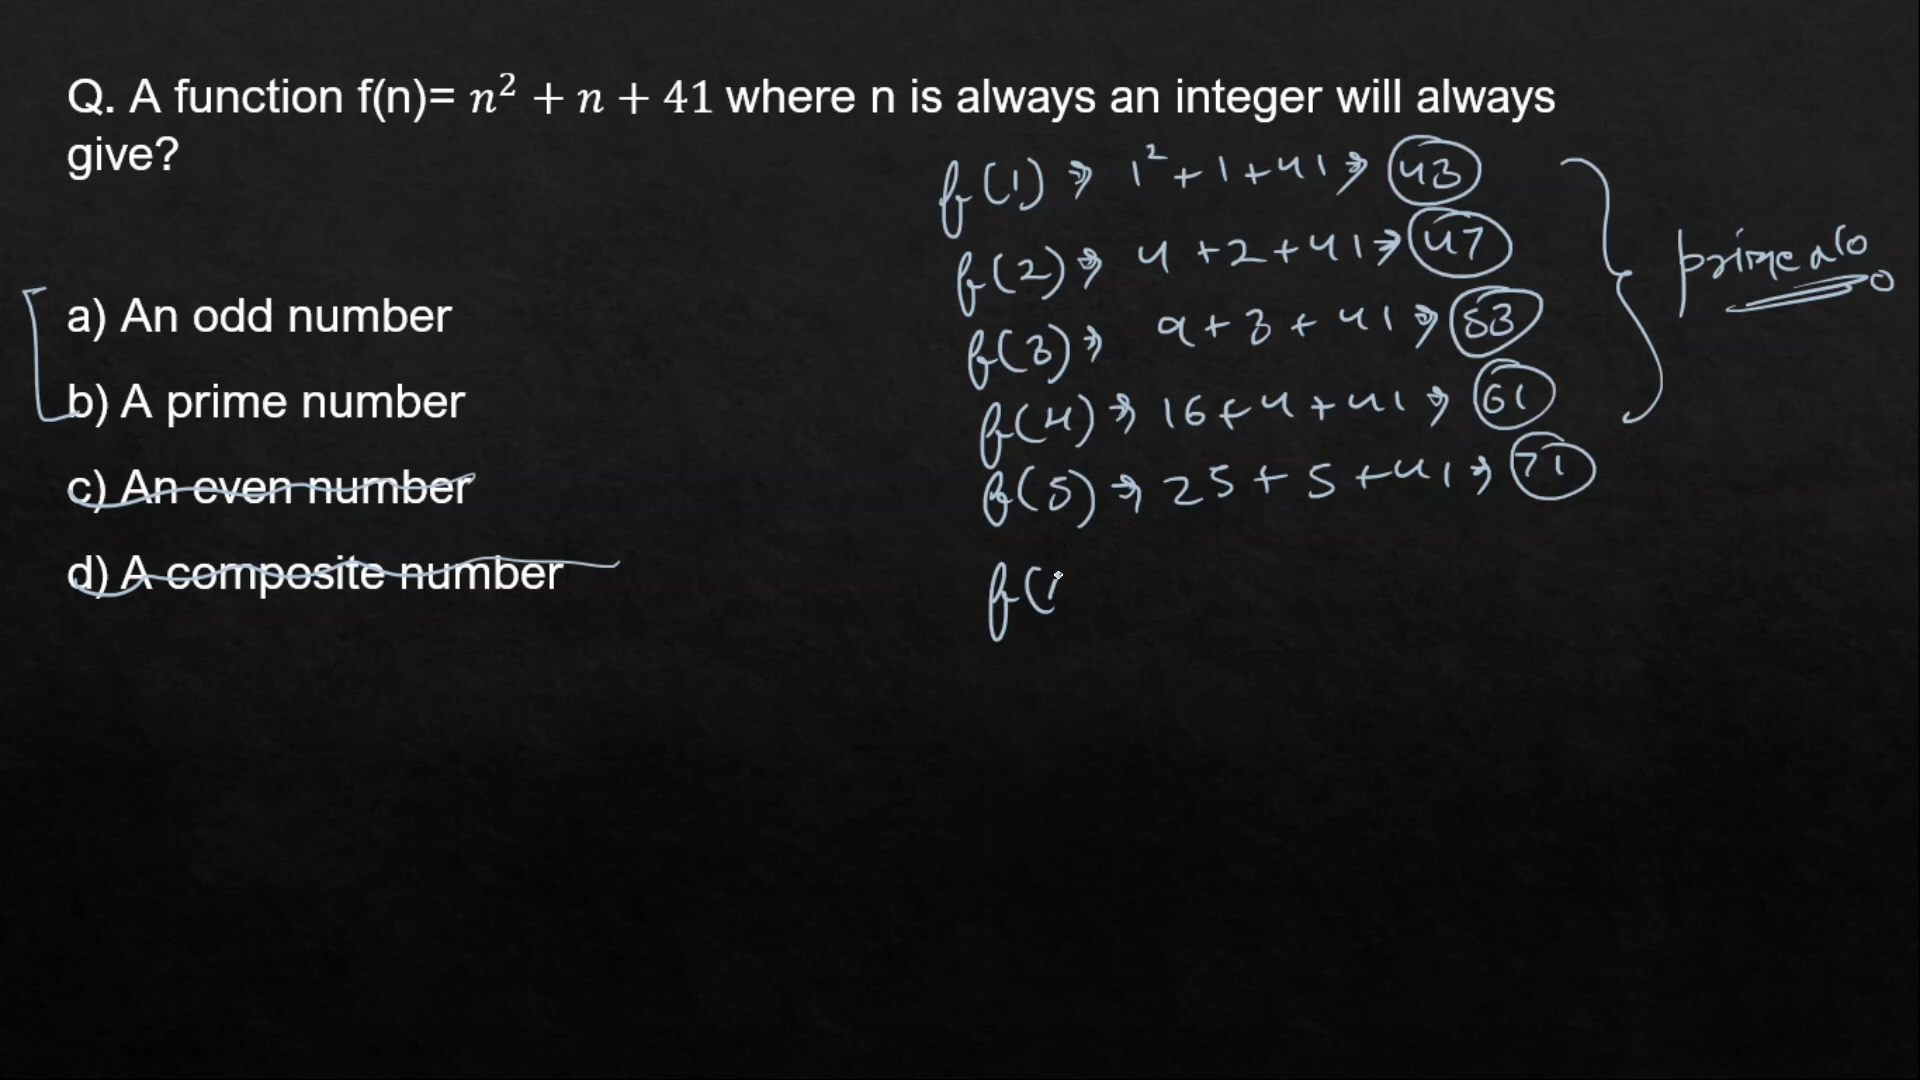 Q. A function f(n)= n² + n + 41 where n is always an integer will always
give?
f(1) ⇒ 1² + 1 + 41 ⇒ 43
f(2) ⇒ 4 + 2 + 41 ⇒ 47
f(3) ⇒ 9 + 3 + 41 ⇒ 53
f(4) ⇒ 16 + 4 + 41 ⇒ 61
f(5) ⇒ 25 + 5 + 41 ⇒ 71
f(
prime
a) An odd number
b) A prime number
c) An even number
d) A composite number